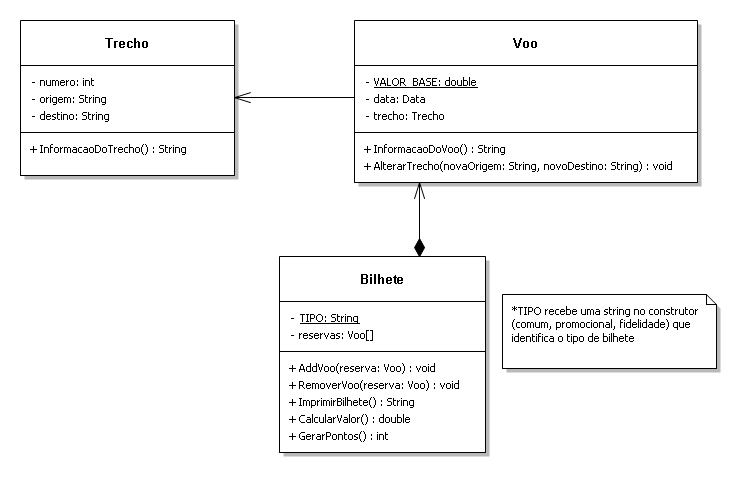 Trecho
- numero: int
- origem: String
- destino: String
+ InformacaoDoTrecho() : String
Voo
- VALOR_BASE: double
- data: Data
- trecho: Trecho
+ InformacaoDoVoo() : String
+ AlterarTrecho(novaOrigem: String, novoDestino: String) : void
Bilhete
- TIPO: String
- reservas: Voo[]
+ AddVoo(reserva: Voo) : void
+ RemoverVoo(reserva: Voo) : void
+ ImprimirBilhete() : String
+ CalcularValor() : double
+ GerarPontos() : int
*TIPO recebe uma string no construtor
(comum, promocional, fidelidade) que
identifica o tipo de bilhete